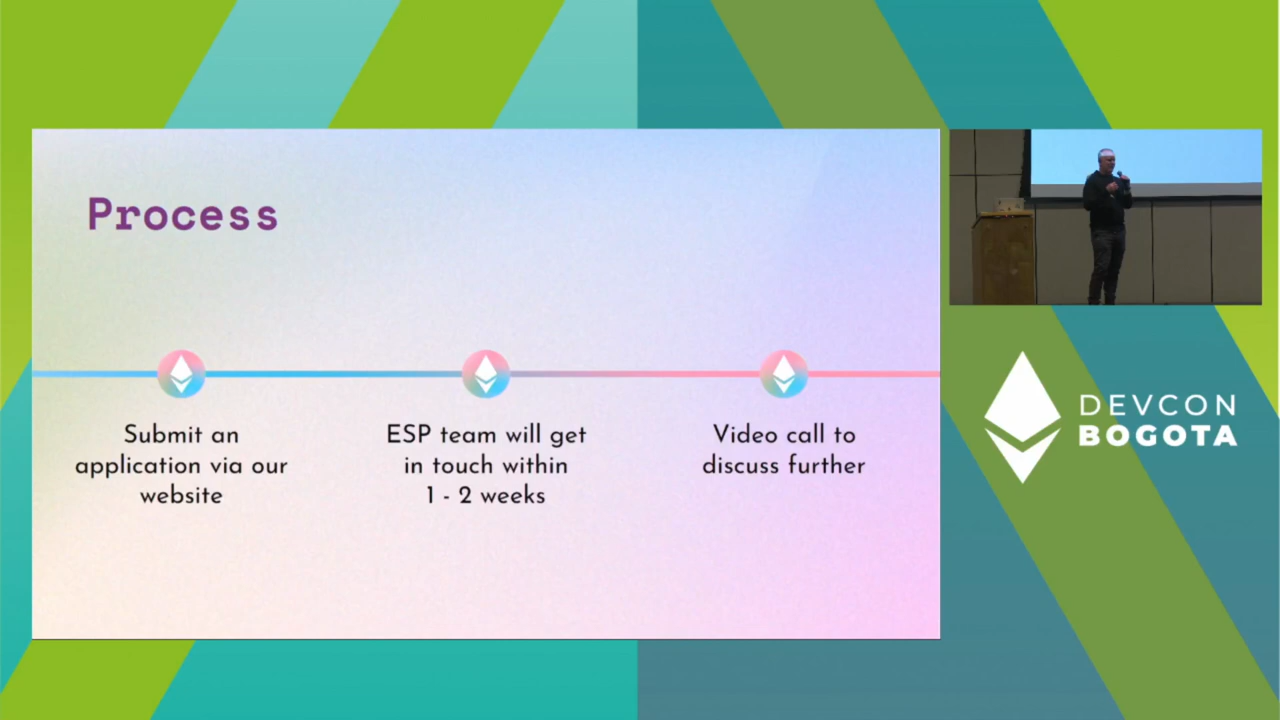 Process
Submit an
application via our
website
ESP team will get
in touch within
1 - 2 weeks
Video call to
discuss further
DEVCON
BOGOTA